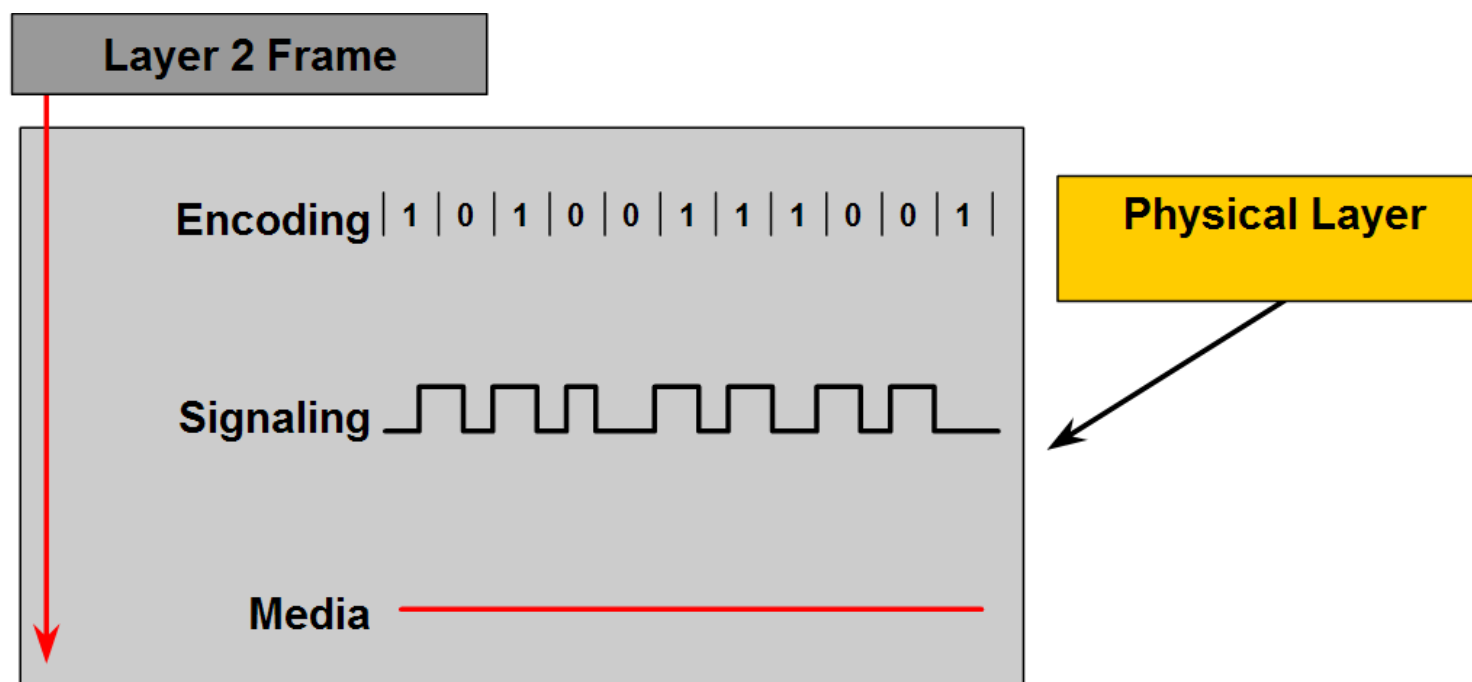 Layer 2 Frame
Encoding | 1 | 0 | 1 | 0 | 0 | 1 | 1 | 1 | 0 | 0 | 1 |
Physical Layer
Signaling
Media